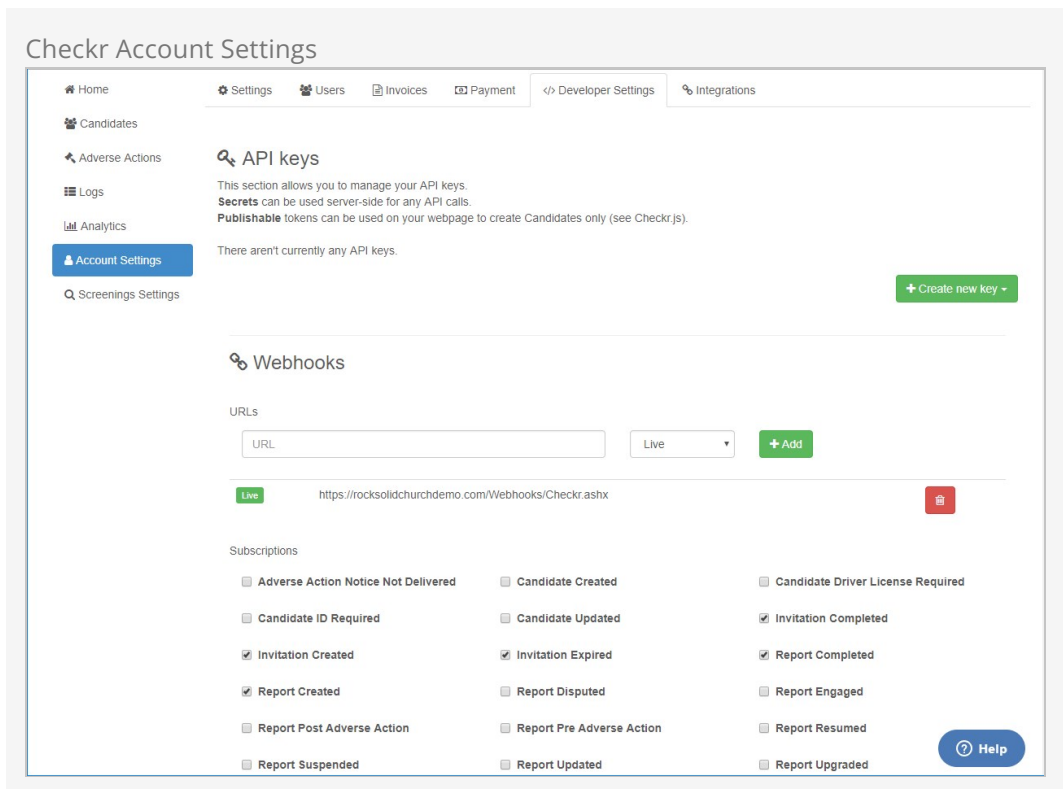 Checkr Account Settings
Home
Settings Users Invoices Payment </> Developer Settings Integrations
Candidates
Adverse Actions
Logs
Analytics
Account Settings
Screenings Settings
API keys
This section allows you to manage your API keys.
Secrets can be used server-side for any API calls.
Publishable tokens can be used on your webpage to create Candidates only (see Checkr.js).
There aren't currently any API keys.
+ Create new key
Webhooks
URLs
URL Live + Add
Live https://rocksolidchurchdemo.com/Webhooks/Checkr.ashx
Subscriptions
Adverse Action Notice Not Delivered Candidate Created Candidate Driver License Required
Candidate ID Required Candidate Updated Invitation Completed
Invitation Created Invitation Expired Report Completed
Report Created Report Disputed Report Engaged
Report Post Adverse Action Report Pre Adverse Action Report Resumed
Report Suspended Report Updated Report Upgraded
? Help